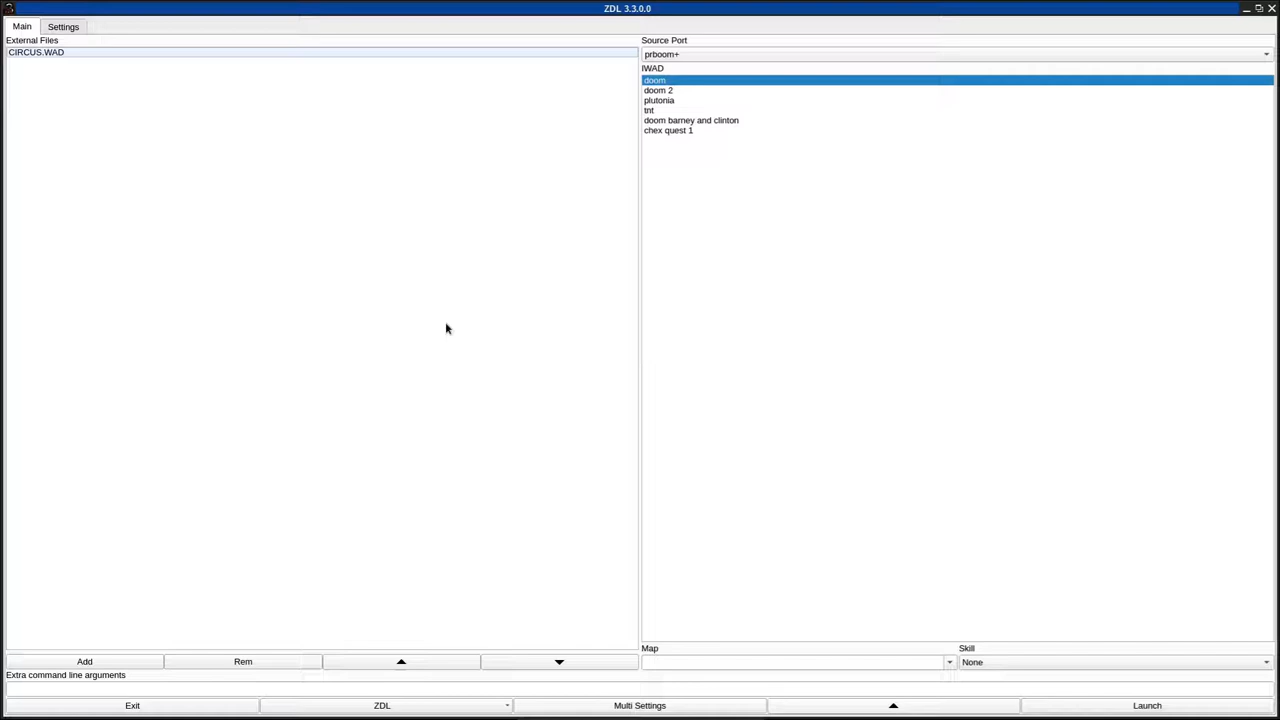 ZDL 3.3.0.0
Main
Settings
External Files
CIRCUS.WAD
Source Port
prboom+
IWAD
doom
doom 2
plutonia
tnt
doom barney and clinton
chex quest 1
Map
Skill
None
Add
Rem
Extra command line arguments
Exit
ZDL
Multi Settings
Launch